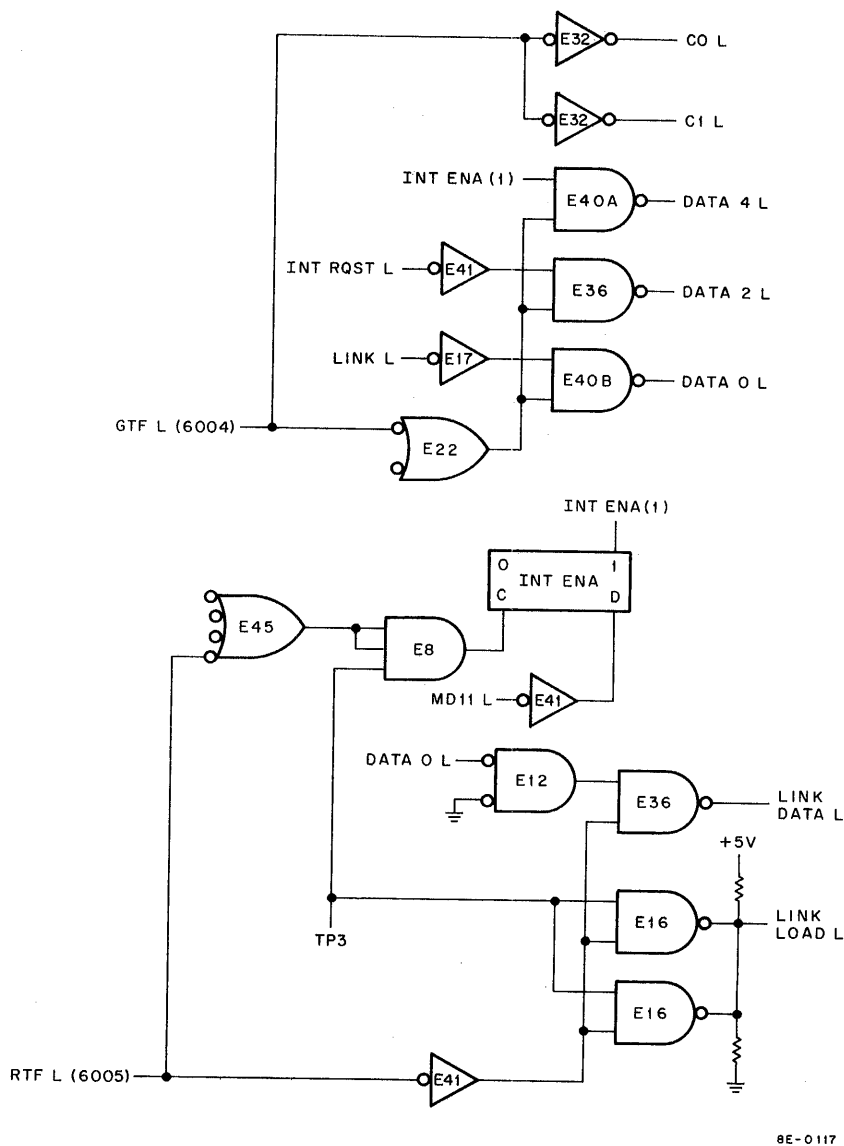 E32 C0 L
E32 C1 L
INT ENA (1)
E40A DATA 4 L
INT RQST L E41 E36 DATA 2 L
LINK L E17 E40B DATA 0 L
GTF L (6004) E22
INT ENA(1)
0 1
INT ENA
C D
E45
E8
MD11 L E41
DATA 0 L E12
E36 LINK
DATA L
+5V
E16 LINK
LOAD L
TP3
E16
RTF L (6005) E41
8E-0117